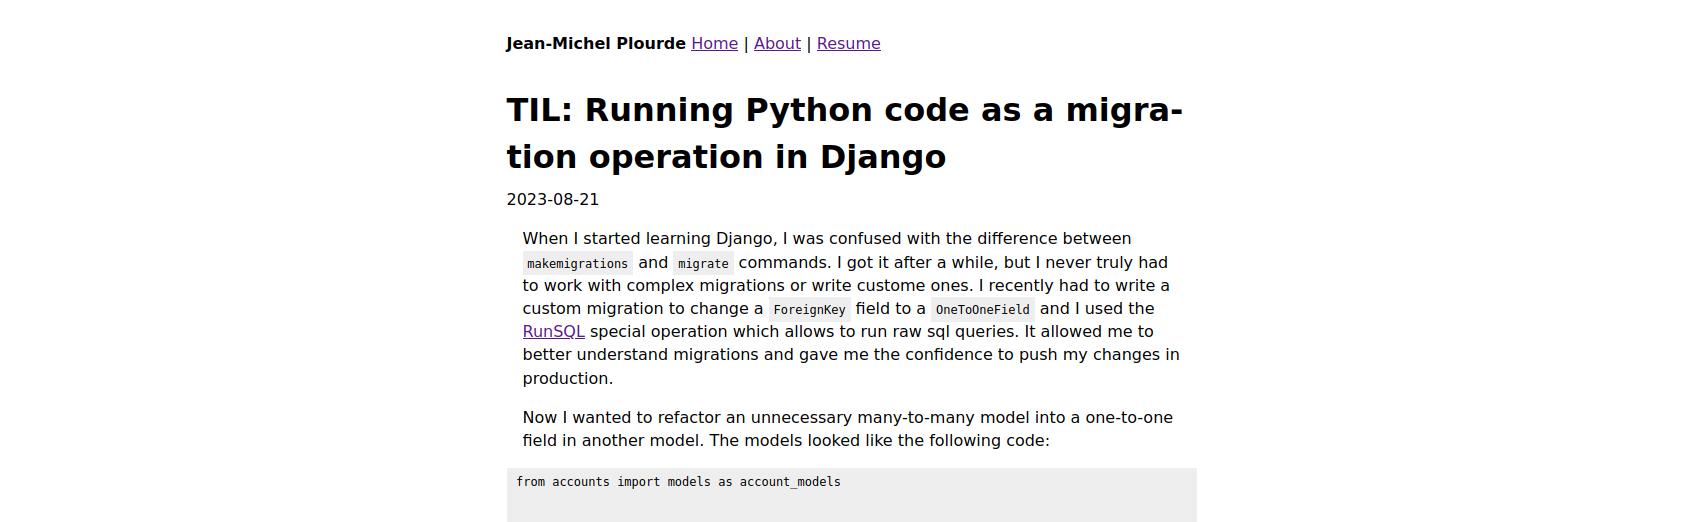 Jean-Michel Plourde Home | About | Resume
TIL: Running Python code as a migra-
tion operation in Django
2023-08-21
When I started learning Django, I was confused with the difference between
makemigrations and migrate commands. I got it after a while, but I never truly had
to work with complex migrations or write custome ones. I recently had to write a
custom migration to change a ForeignKey field to a OneToOneField and I used the
RunSQL special operation which allows to run raw sql queries. It allowed me to
better understand migrations and gave me the confidence to push my changes in
production.
Now I wanted to refactor an unnecessary many-to-many model into a one-to-one
field in another model. The models looked like the following code:
from accounts import models as account_models